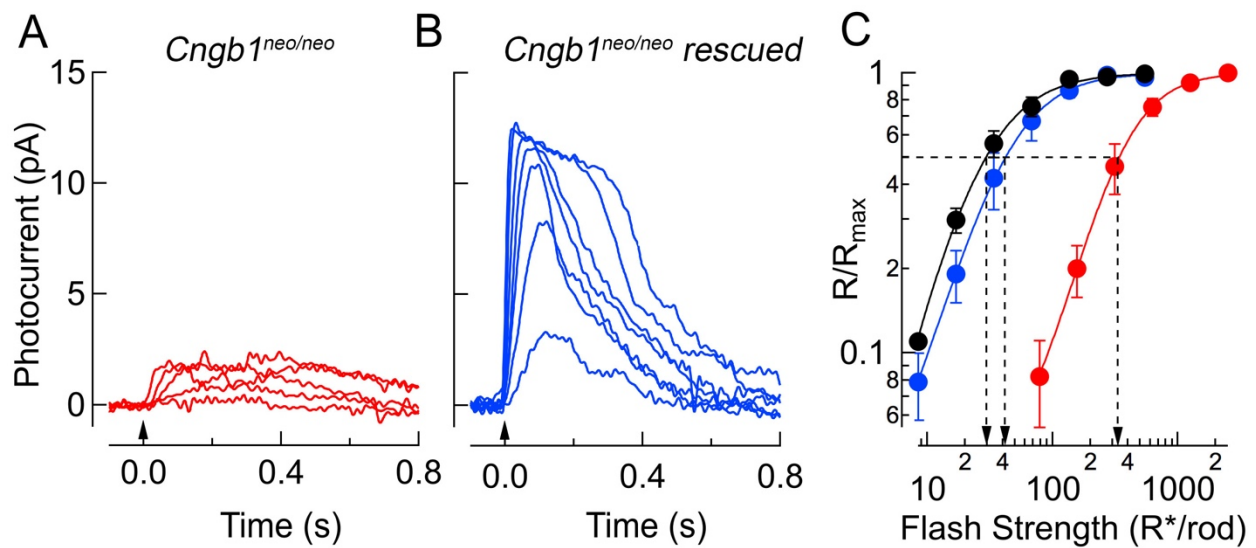 A
Cngb1neo/neo
B
Cngb1neo/neo rescued
C
Photocurrent (pA)
15
10
5
0
0.0
0.4
0.8
Time (s)
0.0
0.4
0.8
Time (s)
R/Rmax
1
8
6
4
2
0.1
8
6
10
2
4
100
2
4
1000
2
Flash Strength (R*/rod)